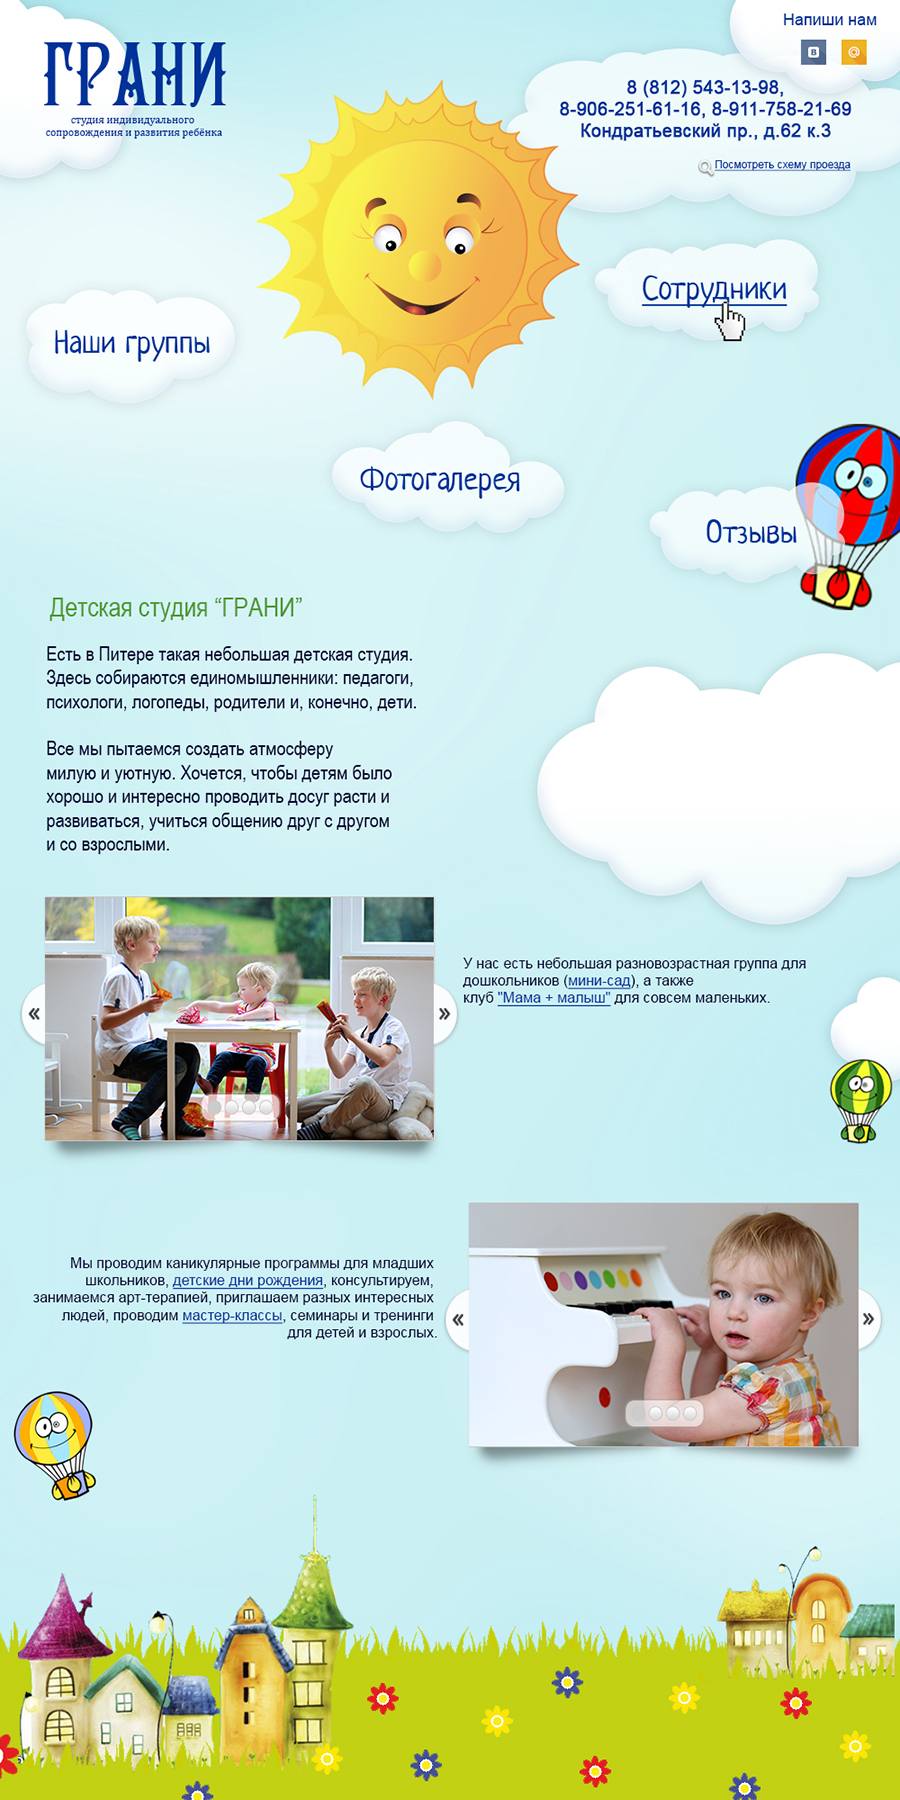 ГРАНИ
студия индивидуального
сопровождения и развития ребёнка
Напиши нам
8 (812) 543-13-98,
8-906-251-61-16, 8-911-758-21-69
Кондратьевский пр., д.62 к.3
Посмотреть схему проезда
Сотрудники
Наши группы
Фотогалерея
Отзывы
Детская студия “ГРАНИ”
Есть в Питере такая небольшая детская студия.
Здесь собираются единомышленники: педагоги,
психологи, логопеды, родители и, конечно, дети.
Все мы пытаемся создать атмосферу
милую и уютную. Хочется, чтобы детям было
хорошо и интересно проводить досуг расти и
развиваться, учиться общению друг с другом
и со взрослыми.
У нас есть небольшая разновозрастная группа для
дошкольников (мини-сад), а также
клуб "Мама + малыш" для совсем маленьких.
Мы проводим каникулярные программы для младших
школьников, детские дни рождения, консультируем,
занимаемся арт-терапией, приглашаем разных интересных
людей, проводим мастер-классы, семинары и тренинги
для детей и взрослых.